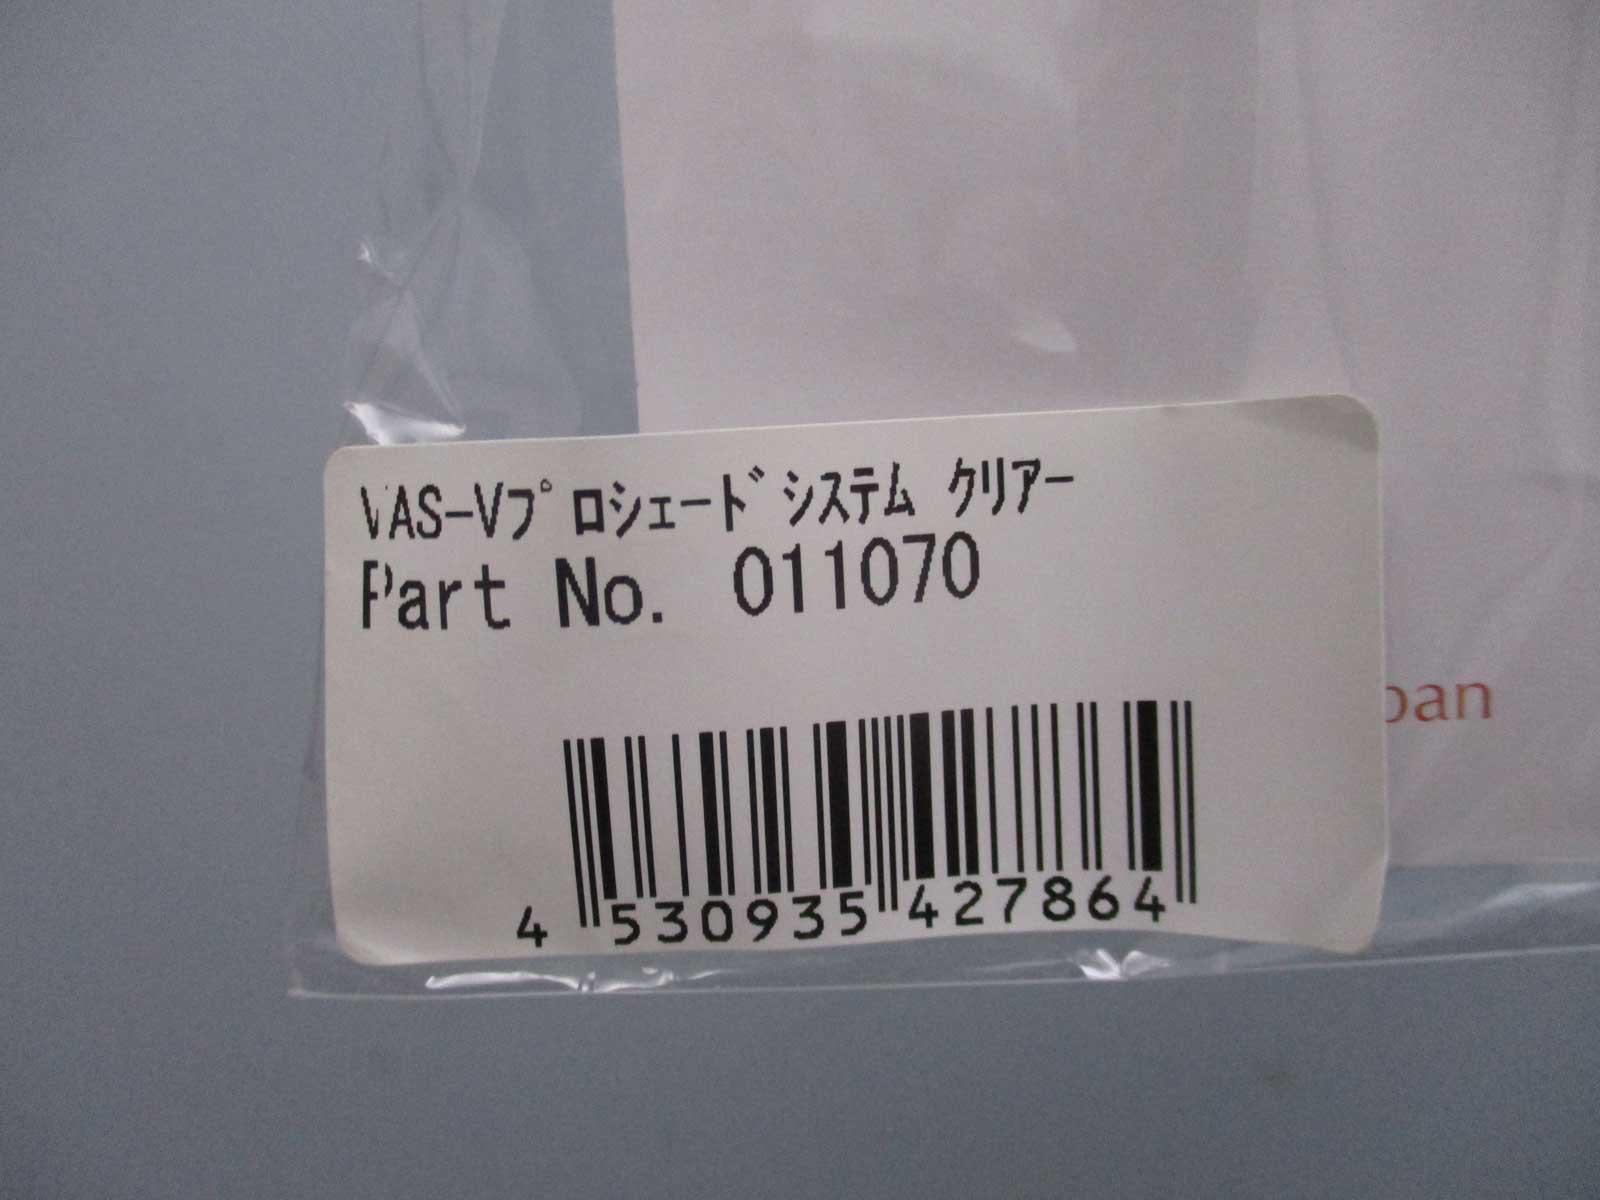 VAS-Vﾌﾟﾛｼｪｰﾄﾞｼｽﾃﾑ ｸﾘｱｰ
Part No. 011070
4 530935 427864